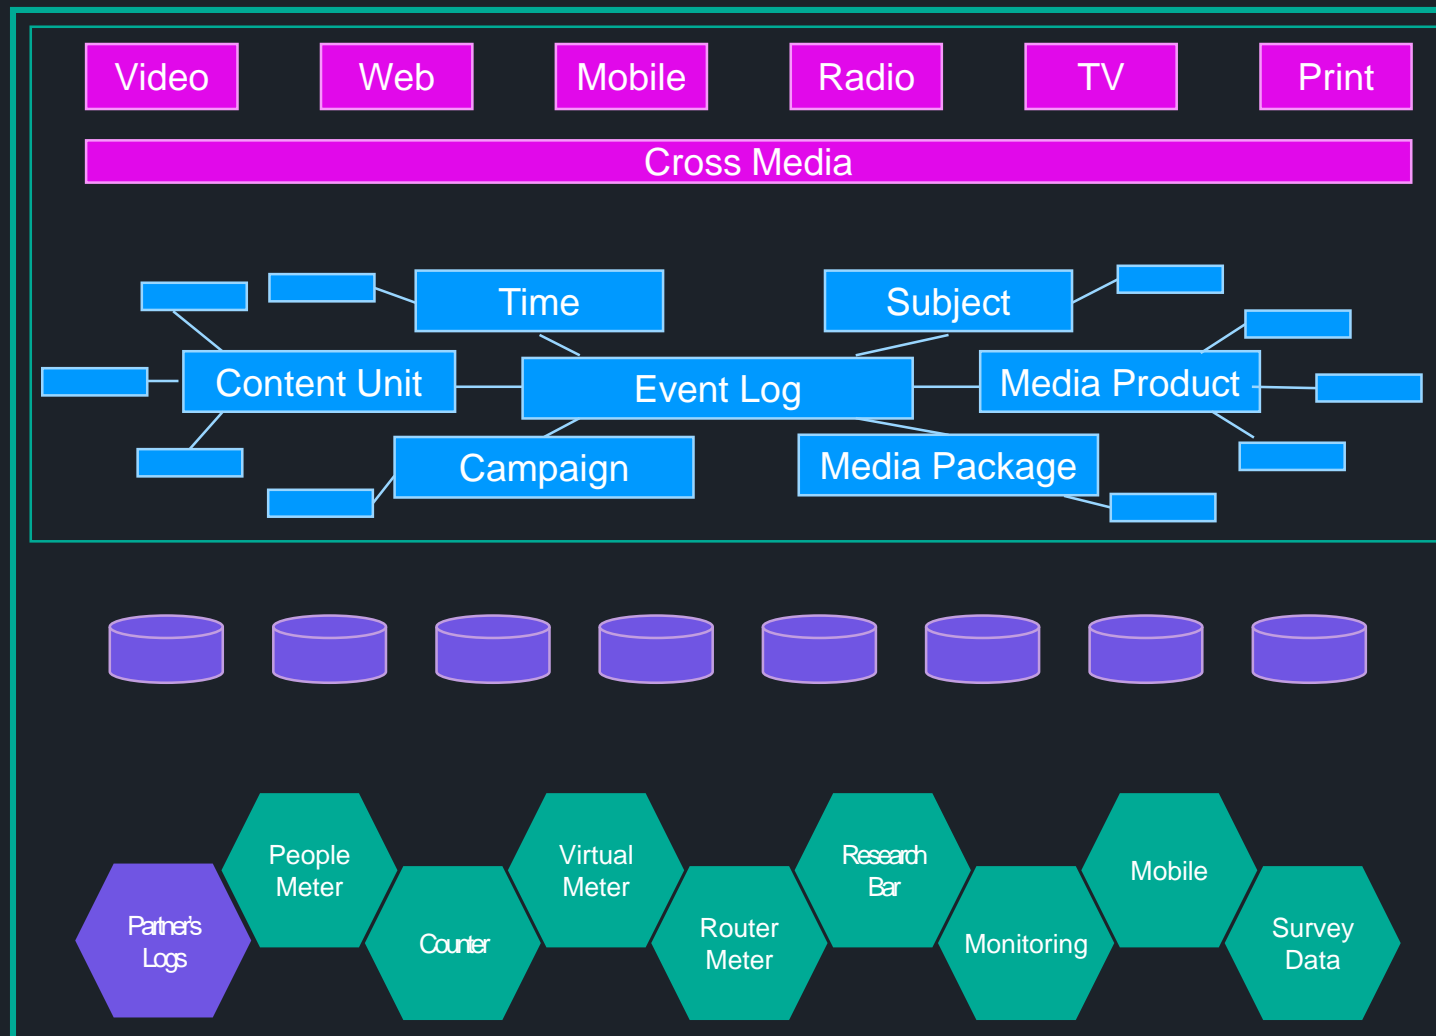 Video
Web
Mobile
Radio
TV
Print
Cross Media
Time
Subject
Content Unit
Event Log
Media Product
Campaign
Media Package
People
Meter
Virtual
Meter
Research
Bar
Mobile
Partner's
Logs
Counter
Router
Meter
Monitoring
Survey
Data